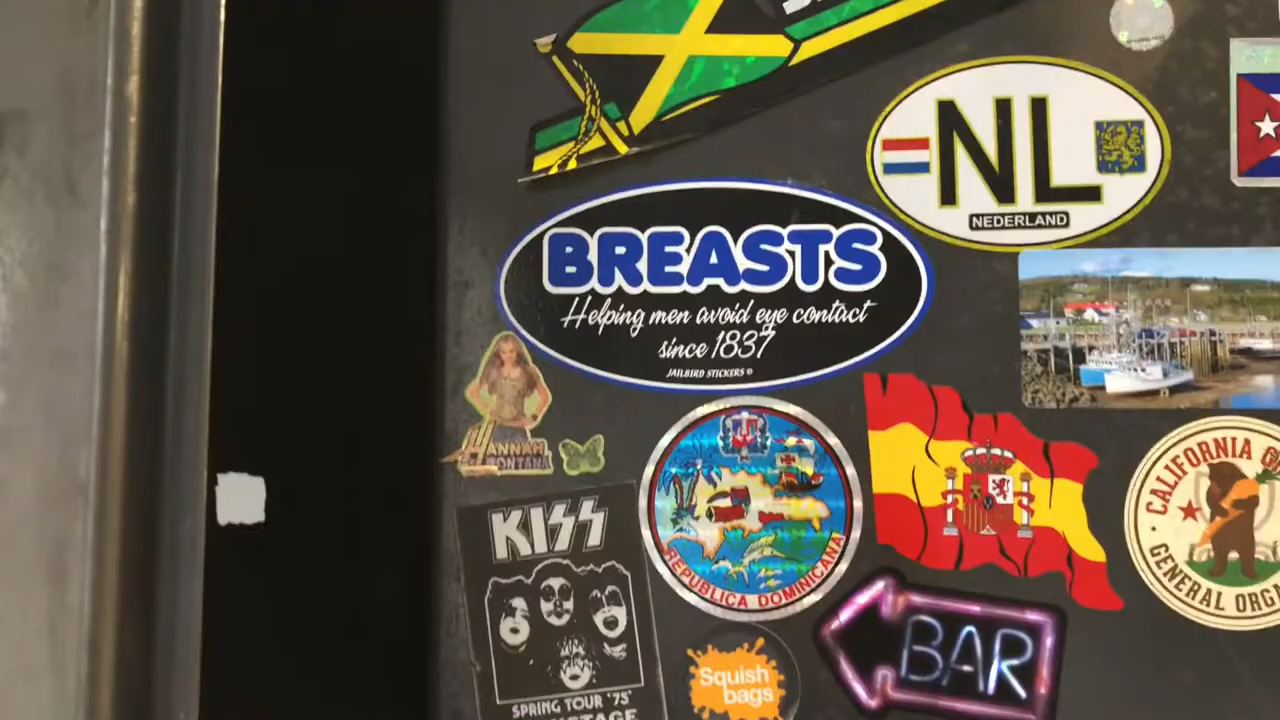 NL
NEDERLAND
BREASTS
Helping men avoid eye contact
since 1837
JAILBIRD STICKERS ©
HANNAH
MONTANA
KISS
SPRING TOUR '75'
REPUBLICA DOMINICANA
CALIFORNIA
GENERAL
BAR
Squish
bags